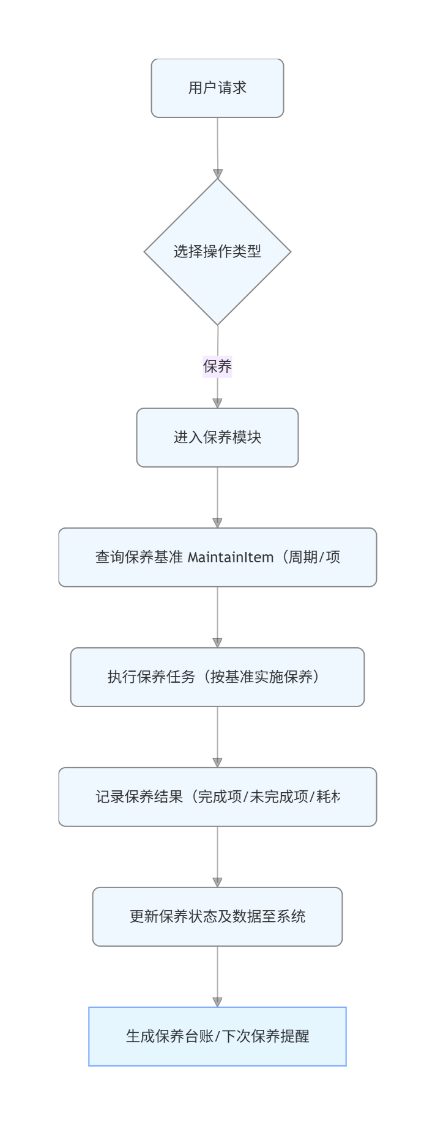 用户请求
选择操作类型
保养
进入保养模块
查询保养基准 MaintainItem（周期/项
执行保养任务（按基准实施保养）
记录保养结果（完成项/未完成项/耗
更新保养状态及数据至系统
生成保养台账/下次保养提醒